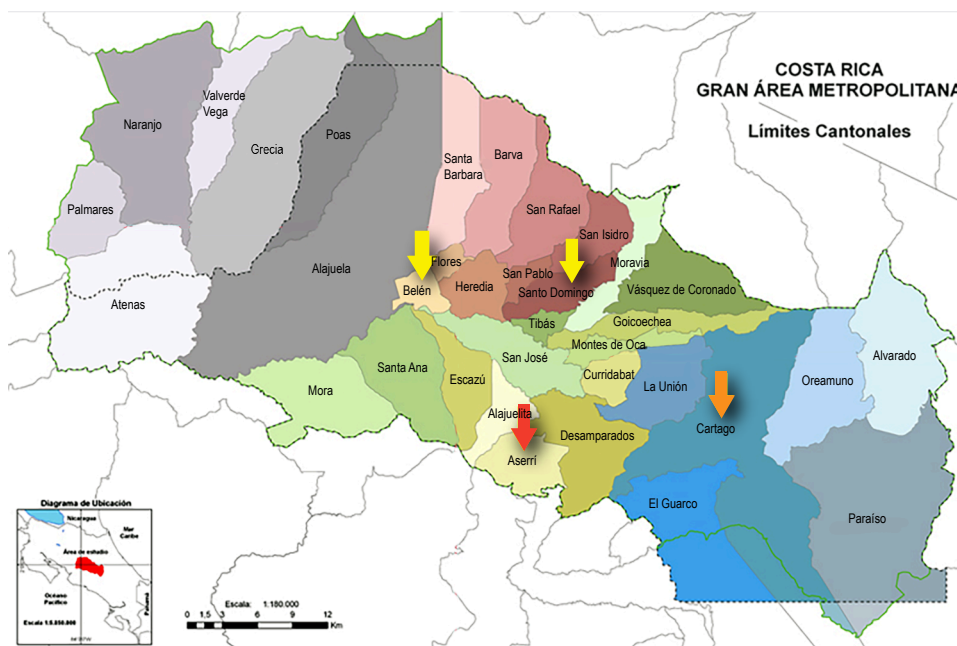 COSTA RICA
GRAN ÁREA METROPOLITANA
Límites Cantonales
Valverde
Vega
Naranjo
Poas
Grecia
Santa
Barbara
Barva
Palmares
San Rafael
San Isidro
Moravia
Flores
San Pablo
Alajuela
Heredia
Belén
Santo Domingo
Vásquez de Coronado
Atenas
Tibás
Goicoechea
Montes de Oca
San José
Alvarado
Santa Ana
Escazú
Curridabat
La Unión
Oreamuno
Mora
Alajuelita
Desamparados
Cartago
Aserrí
El Guarco
Paraíso
Diagrama de Ubicación
Nicaragua
Mar
Caribe
Área de estudio
Océano
Pacífico
Panamá
Escala: 1:180.000
0 1.5 3 6 9 12
Km